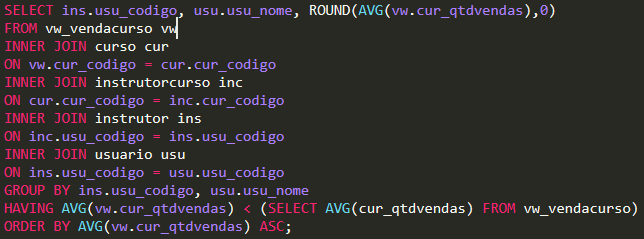 SELECT ins.usu_codigo, usu.usu_nome, ROUND(AVG(vw.cur_qtdvendas),0)
FROM vw_vendacurso vw
INNER JOIN curso cur
ON vw.cur_codigo = cur.cur_codigo
INNER JOIN instrutorcurso inc
ON cur.cur_codigo = inc.cur_codigo
INNER JOIN instrutor ins
ON inc.usu_codigo = ins.usu_codigo
INNER JOIN usuario usu
ON ins.usu_codigo = usu.usu_codigo
GROUP BY ins.usu_codigo, usu.usu_nome
HAVING AVG(vw.cur_qtdvendas) < (SELECT AVG(cur_qtdvendas) FROM vw_vendacurso)
ORDER BY AVG(vw.cur_qtdvendas) ASC;